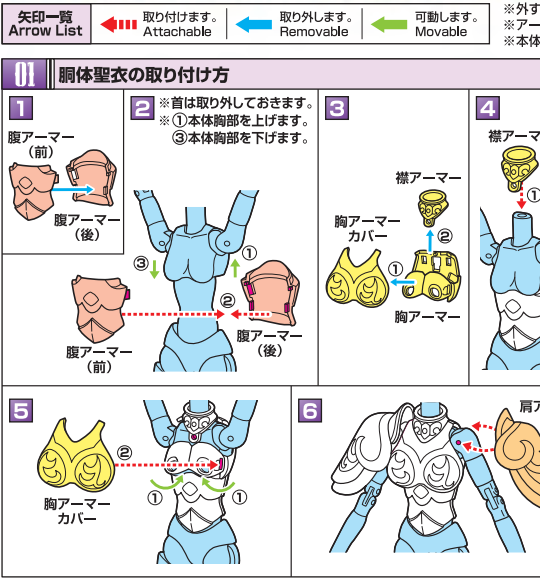 矢印一覧
Arrow List
取り付けます。
Attachable
取り外します。
Removable
可動します。
Movable
※外す
※アー
※本体
01 胴体聖衣の取り付け方
1
腹アーマー
（前）
腹アーマー
（後）
2
※首は取り外しておきます。
※①本体胸部を上げます。
③本体胸部を下げます。
③
①
②
腹アーマー
（前）
腹アーマー
（後）
3
襟アーマー
胸アーマー
カバー
②
①
胸アーマー
4
襟アーマ
①
5
②
①
①
胸アーマー
カバー
6
肩ア